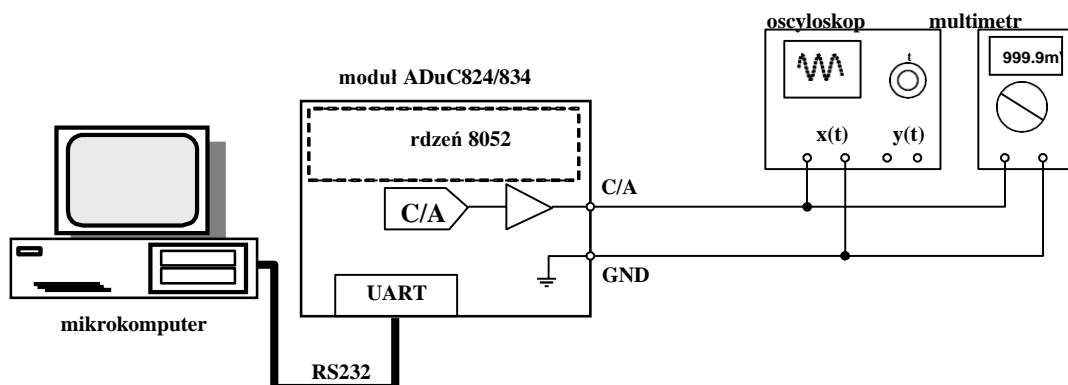 oscyloskop multimetr
moduł ADuC824/834
t
999.9m
rdzeń 8052
x(t) y(t)
C/A
C/A
GND
UART
mikrokomputer
RS232